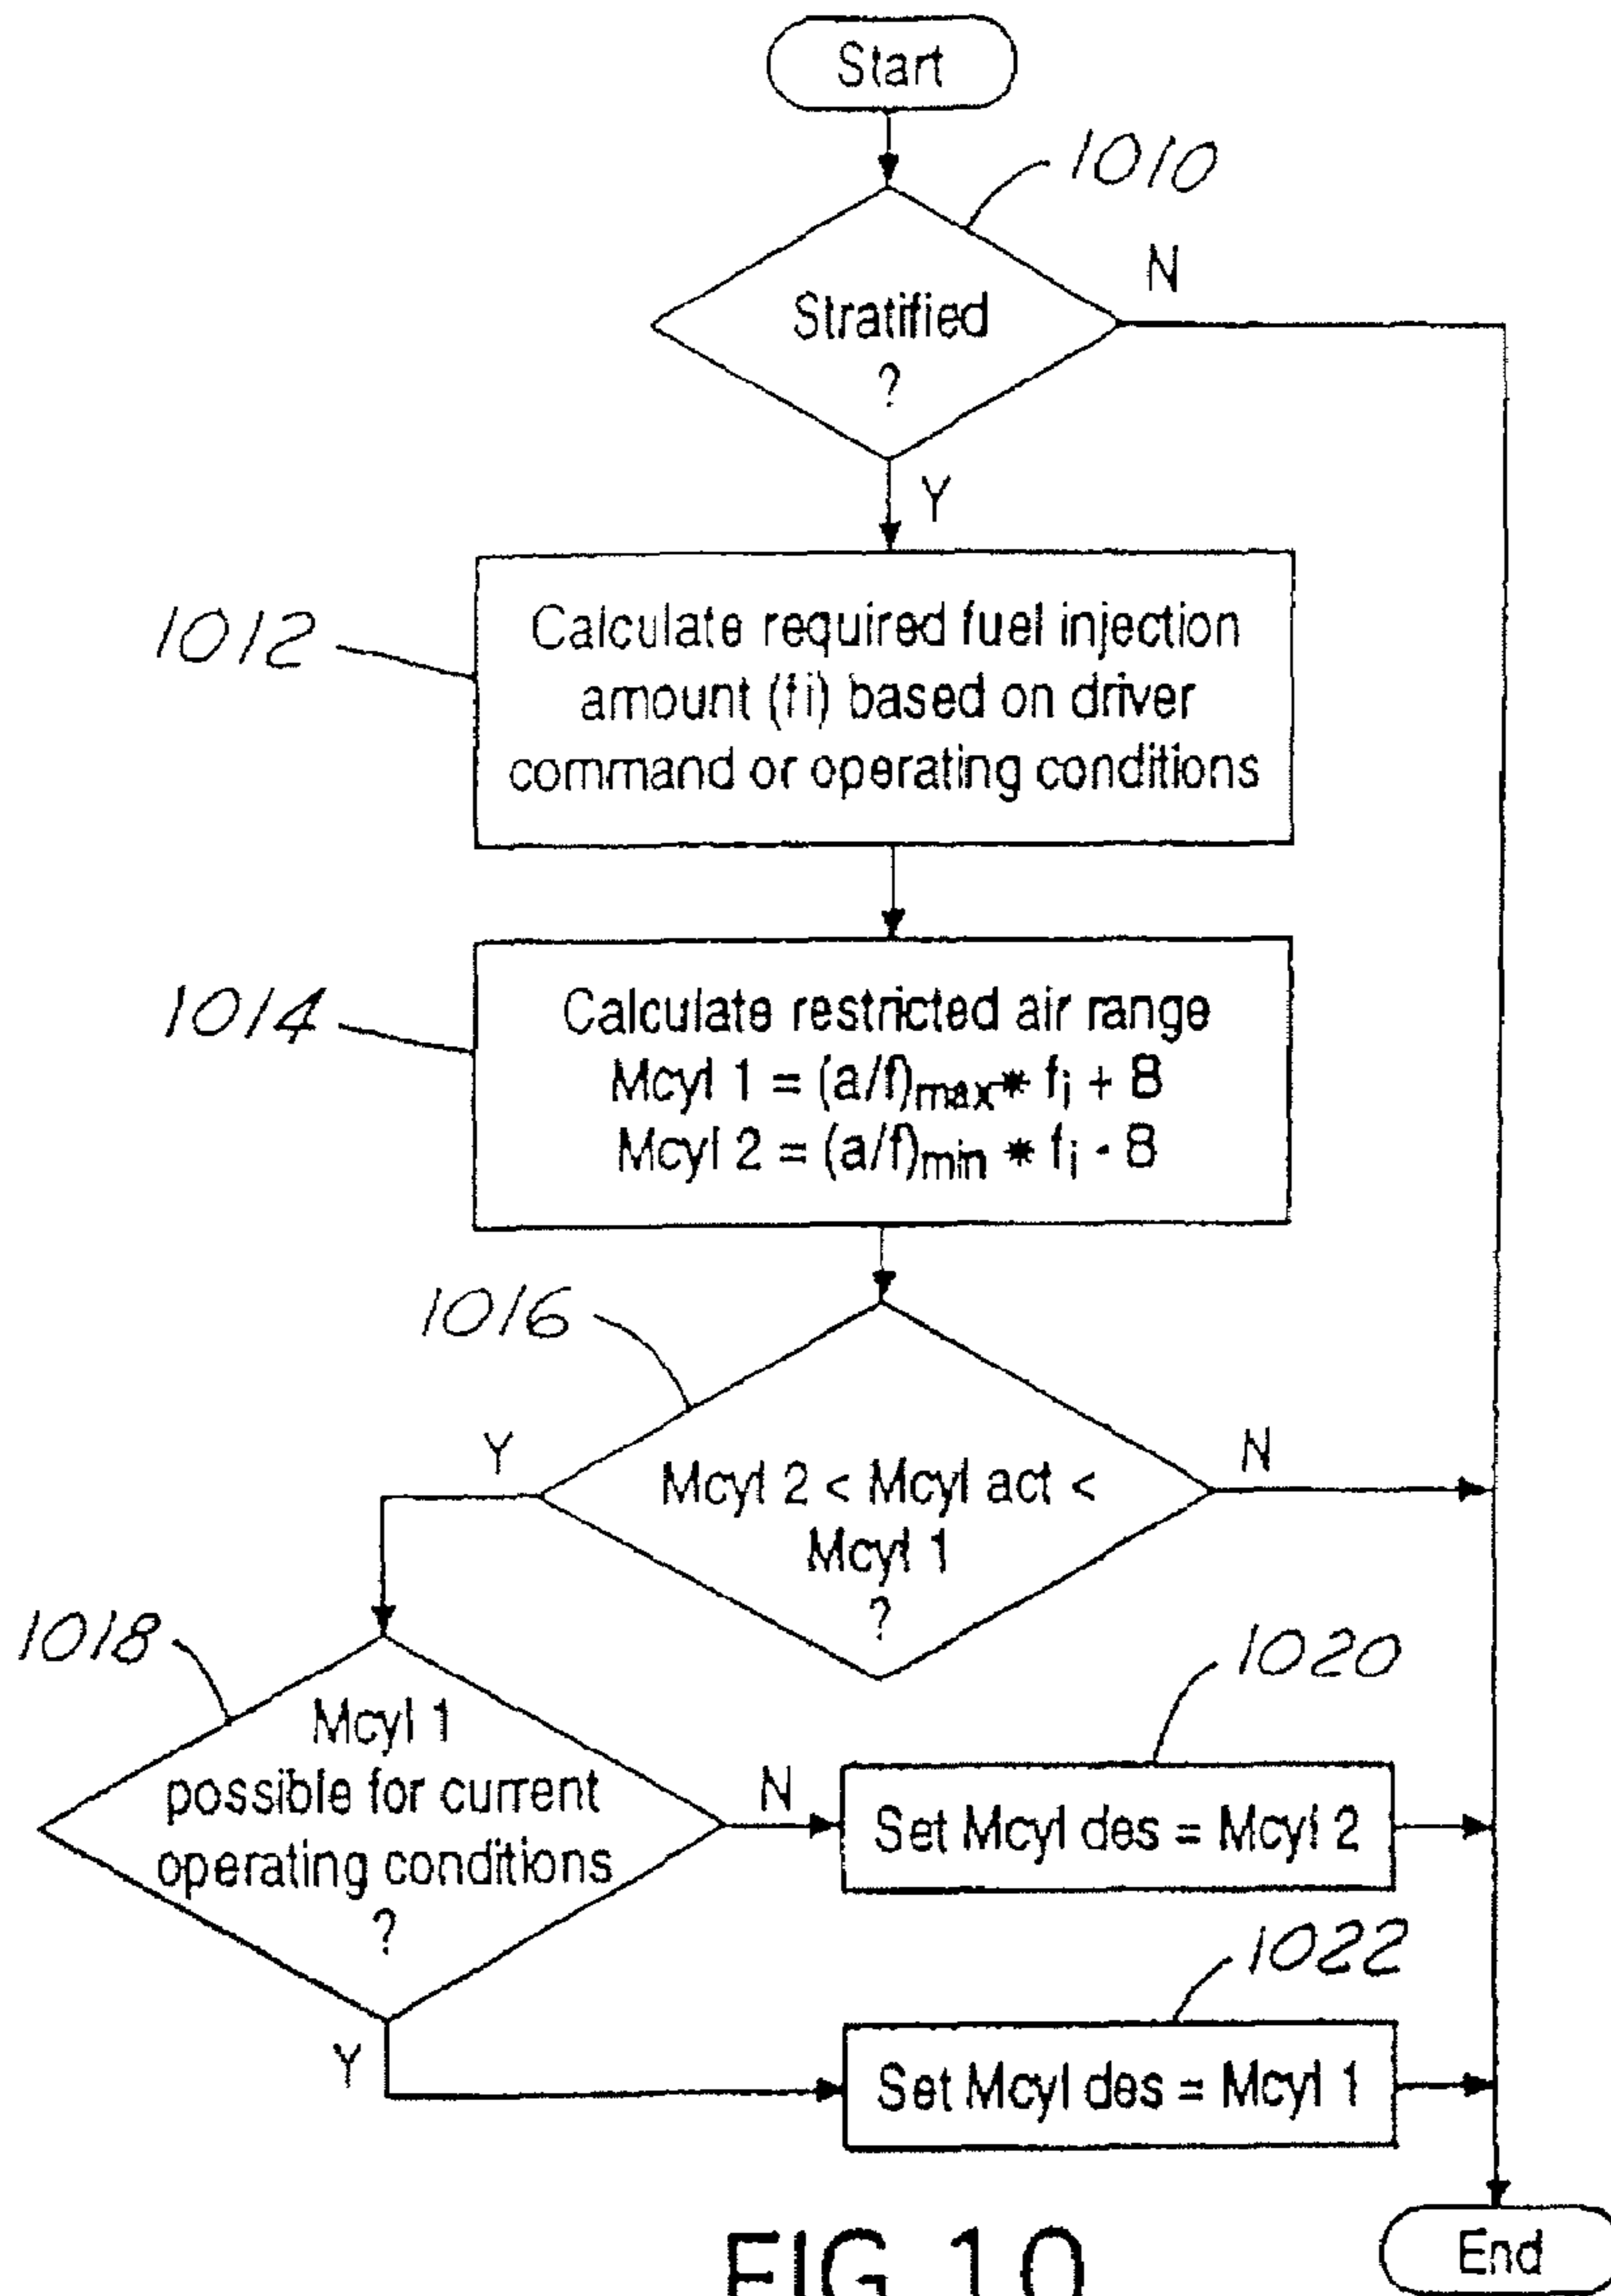 Start
1010
N
Stratified
?
Y
1012
Calculate required fuel injection
amount (fi) based on driver
command or operating conditions
1014
Calculate restricted air range
Mcyl 1 = (a/f)max* fi + 8
Mcyl 2 = (a/f)min * fi - 8
1016
Y
N
Mcyl 2 < Mcyl act <
Mcyl 1
?
1018
Mcyl 1
possible for current
operating conditions
?
N
1020
Set Mcyl des = Mcyl 2
Y
1022
Set Mcyl des = Mcyl 1
End
FIG.10